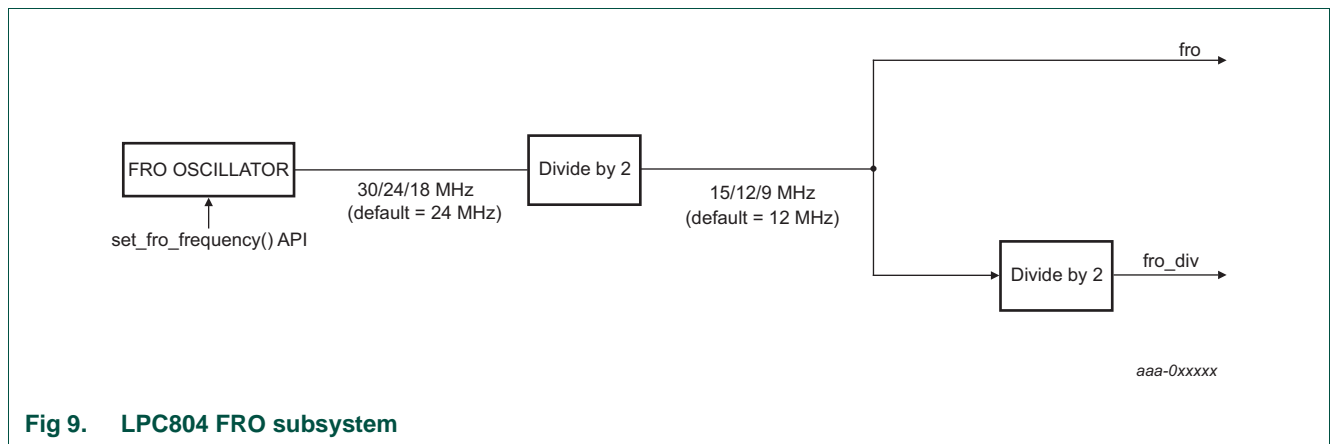 fro
FRO OSCILLATOR
Divide by 2
30/24/18 MHz
(default = 24 MHz)
15/12/9 MHz
(default = 12 MHz)
set_fro_frequency() API
Divide by 2
fro_div
aaa-0xxxxx
Fig 9. LPC804 FRO subsystem